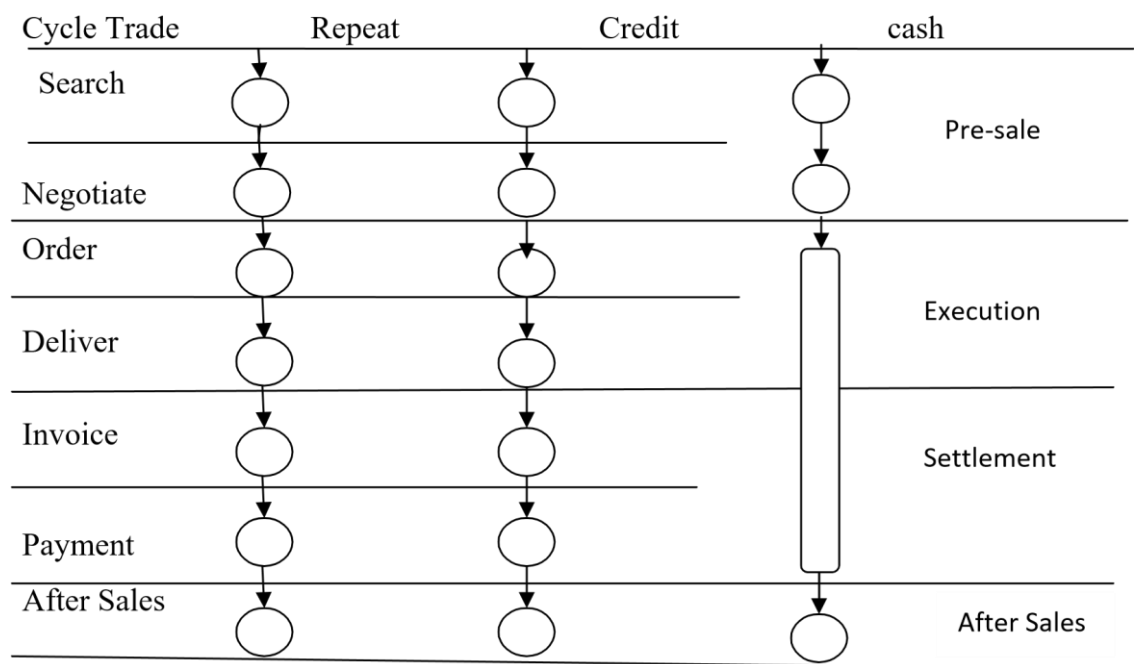 Cycle Trade Repeat Credit cash
Search
Pre-sale
Negotiate
Order
Execution
Deliver
Invoice
Settlement
Payment
After Sales
After Sales